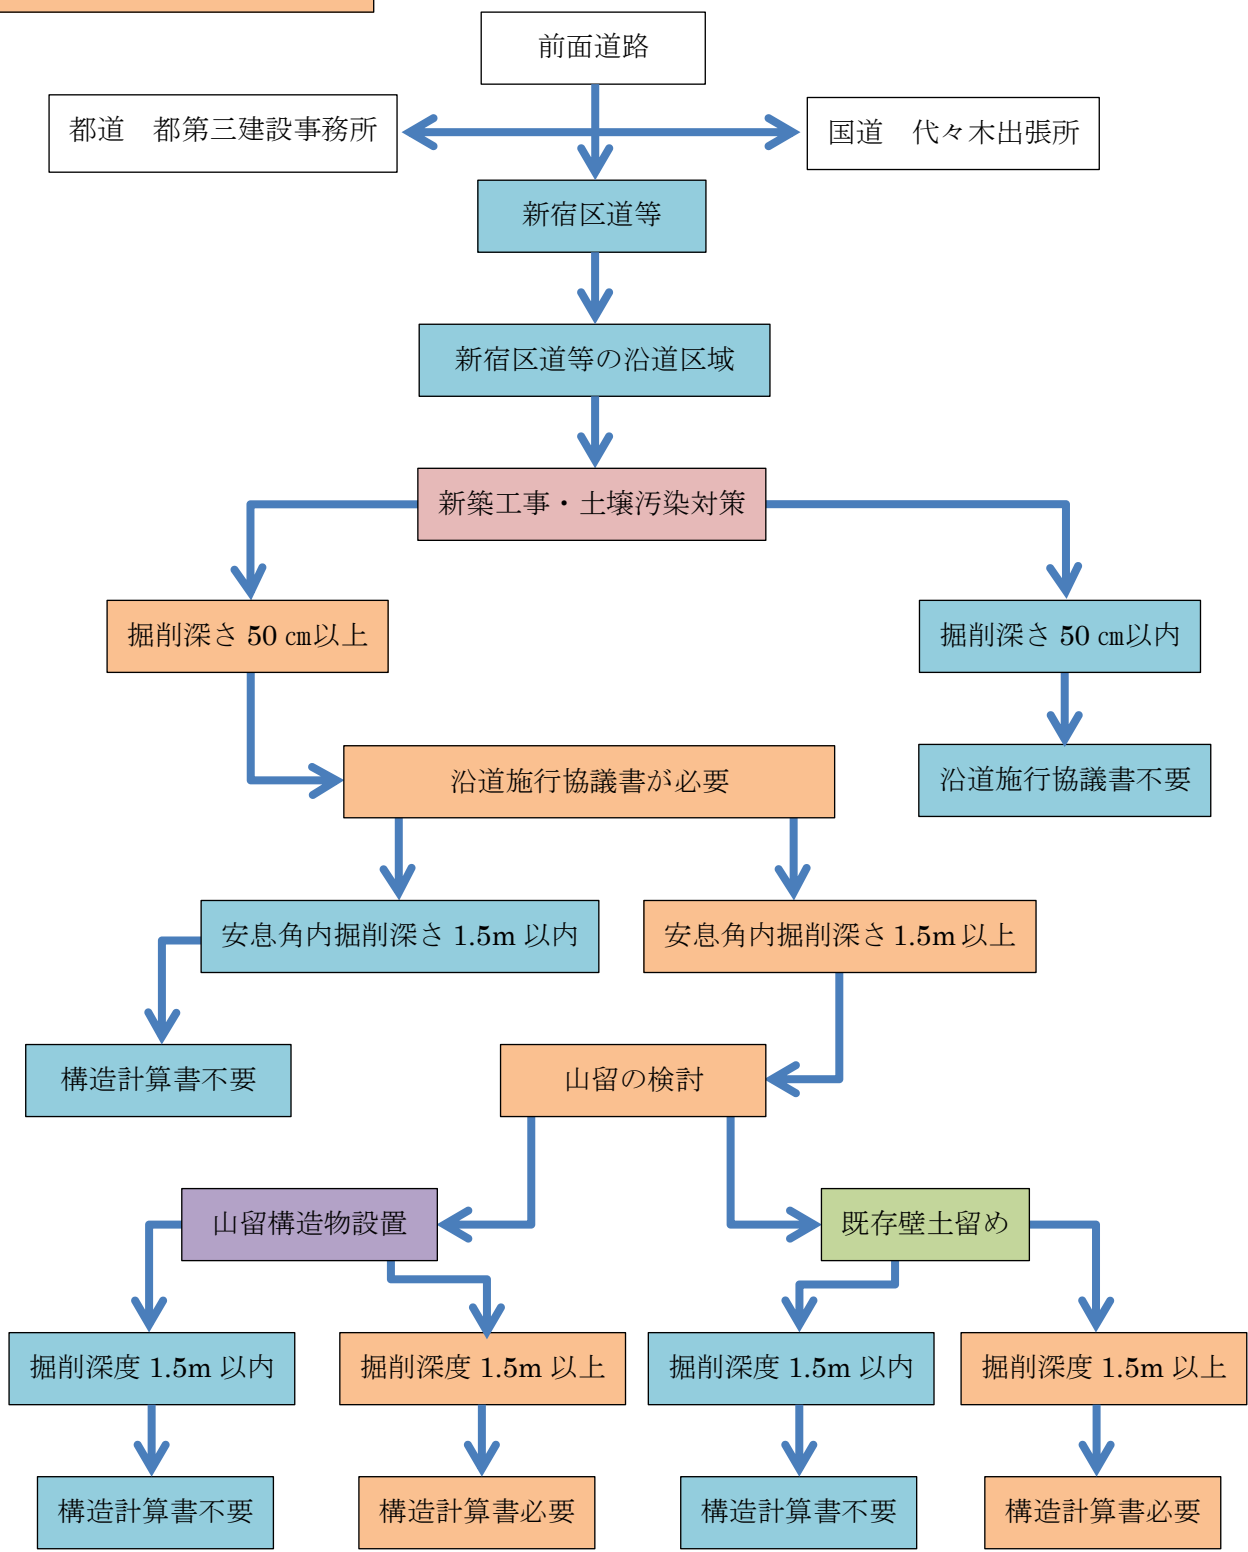 前面道路
都道　都第三建設事務所
国道　代々木出張所
新宿区道等
新宿区道等の沿道区域
新築工事・土壌汚染対策
掘削深さ 50 ㎝以上
掘削深さ 50 ㎝以内
沿道施行協議書が必要
沿道施行協議書不要
安息角内掘削深さ 1.5m 以内
安息角内掘削深さ 1.5m 以上
構造計算書不要
山留の検討
山留構造物設置
既存壁土留め
掘削深度 1.5m 以内
掘削深度 1.5m 以上
掘削深度 1.5m 以内
掘削深度 1.5m 以上
構造計算書不要
構造計算書必要
構造計算書不要
構造計算書必要